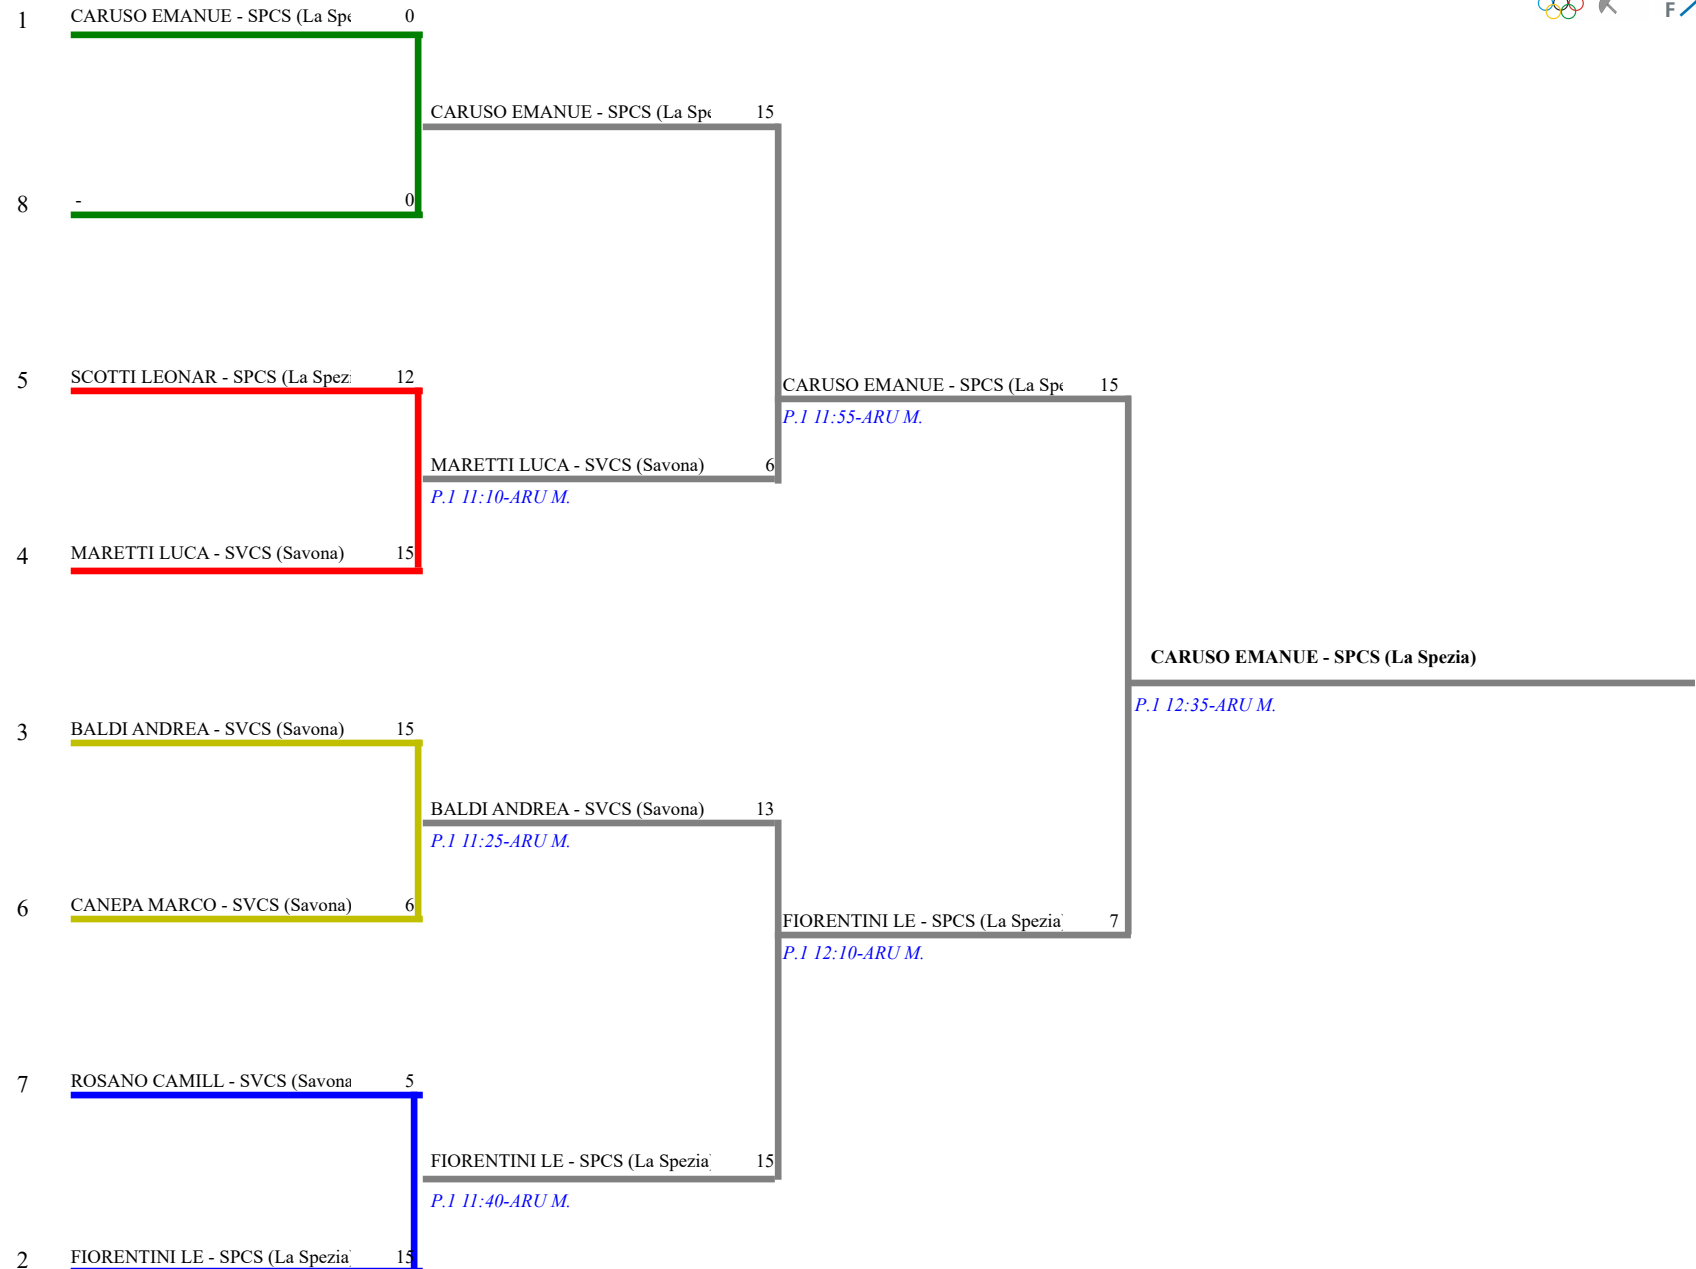 F
1 CARUSO EMANUE - SPCS (La Spe 0
CARUSO EMANUE - SPCS (La Spe 15
8 - 0
5 SCOTTI LEONAR - SPCS (La Spezi 12
CARUSO EMANUE - SPCS (La Spe 15
P.1 11:55-ARU M.
MARETTI LUCA - SVCS (Savona) 6
P.1 11:10-ARU M.
4 MARETTI LUCA - SVCS (Savona) 15
CARUSO EMANUE - SPCS (La Spezia)
P.1 12:35-ARU M.
3 BALDI ANDREA - SVCS (Savona) 15
BALDI ANDREA - SVCS (Savona) 13
P.1 11:25-ARU M.
6 CANEPA MARCO - SVCS (Savona) 6
FIORENTINI LE - SPCS (La Spezia 7
P.1 12:10-ARU M.
7 ROSANO CAMILL - SVCS (Savona 5
FIORENTINI LE - SPCS (La Spezia 15
P.1 11:40-ARU M.
2 FIORENTINI LE - SPCS (La Spezia 15